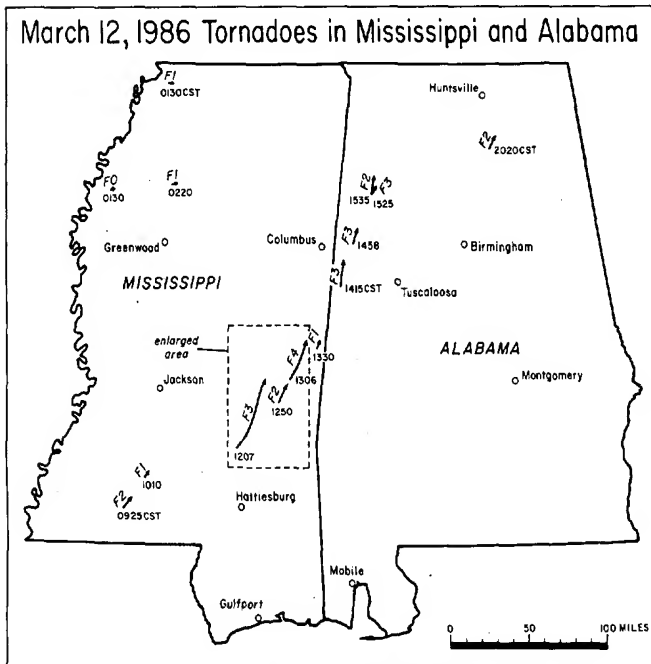 March 12, 1986 Tornadoes in Mississippi and Alabama
F1
0130CST
Huntsville
F2
2020CST
F0
0130
F1
0220
F2
F3
1535
1525
Greenwood
Columbus
F3
1458
Birmingham
MISSISSIPPI
F3
1415CST
Tuscaloosa
enlarged
area
F4
F1
1330
ALABAMA
Jackson
F2
1306
Montgomery
1250
F3
1207
F1
1010
F2
0925CST
Hattiesburg
Mobile
Gulfport
0 50 100 MILES